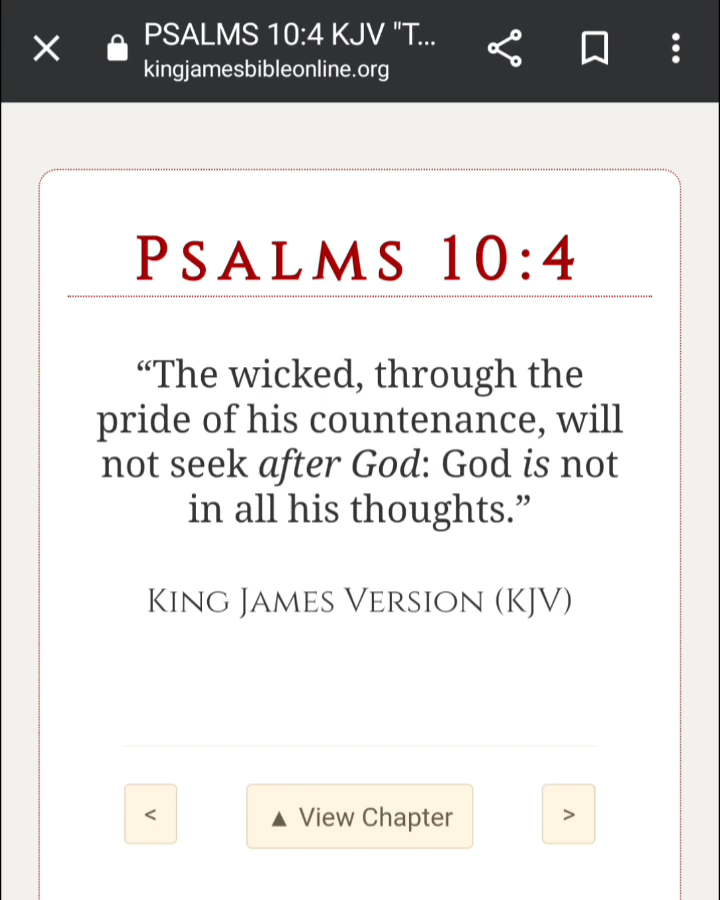 PSALMS 10:4 KJV "T...
kingjamesbibleonline.org
PSALMS 10:4
“The wicked, through the
pride of his countenance, will
not seek after God: God is not
in all his thoughts.”
KING JAMES VERSION (KJV)
<
▲ View Chapter
>